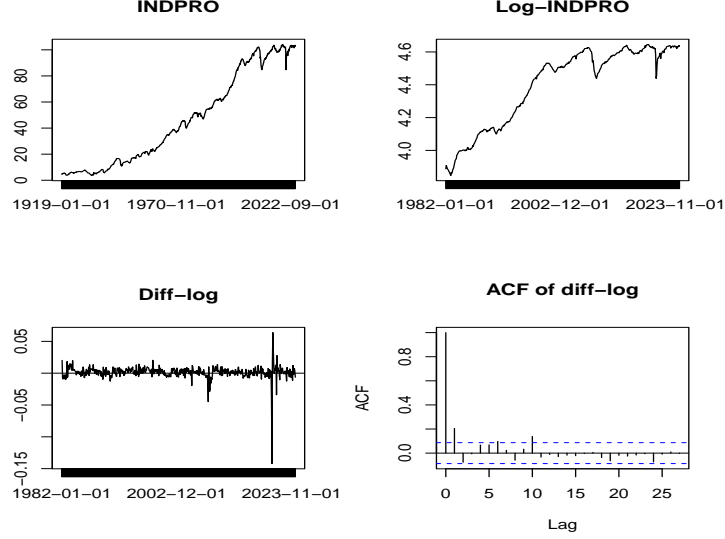 INDPRO
0 20 40 60 80
1919−01−01 1970−11−01 2022−09−01
Log−INDPRO
4.0 4.2 4.4 4.6
1982−01−01 2002−12−01 2023−11−01
Diff−log
−0.15 −0.05 0.05
1982−01−01 2002−12−01 2023−11−01
ACF of diff−log
ACF
0.0 0.4 0.8
0 5 10 15 20 25
Lag